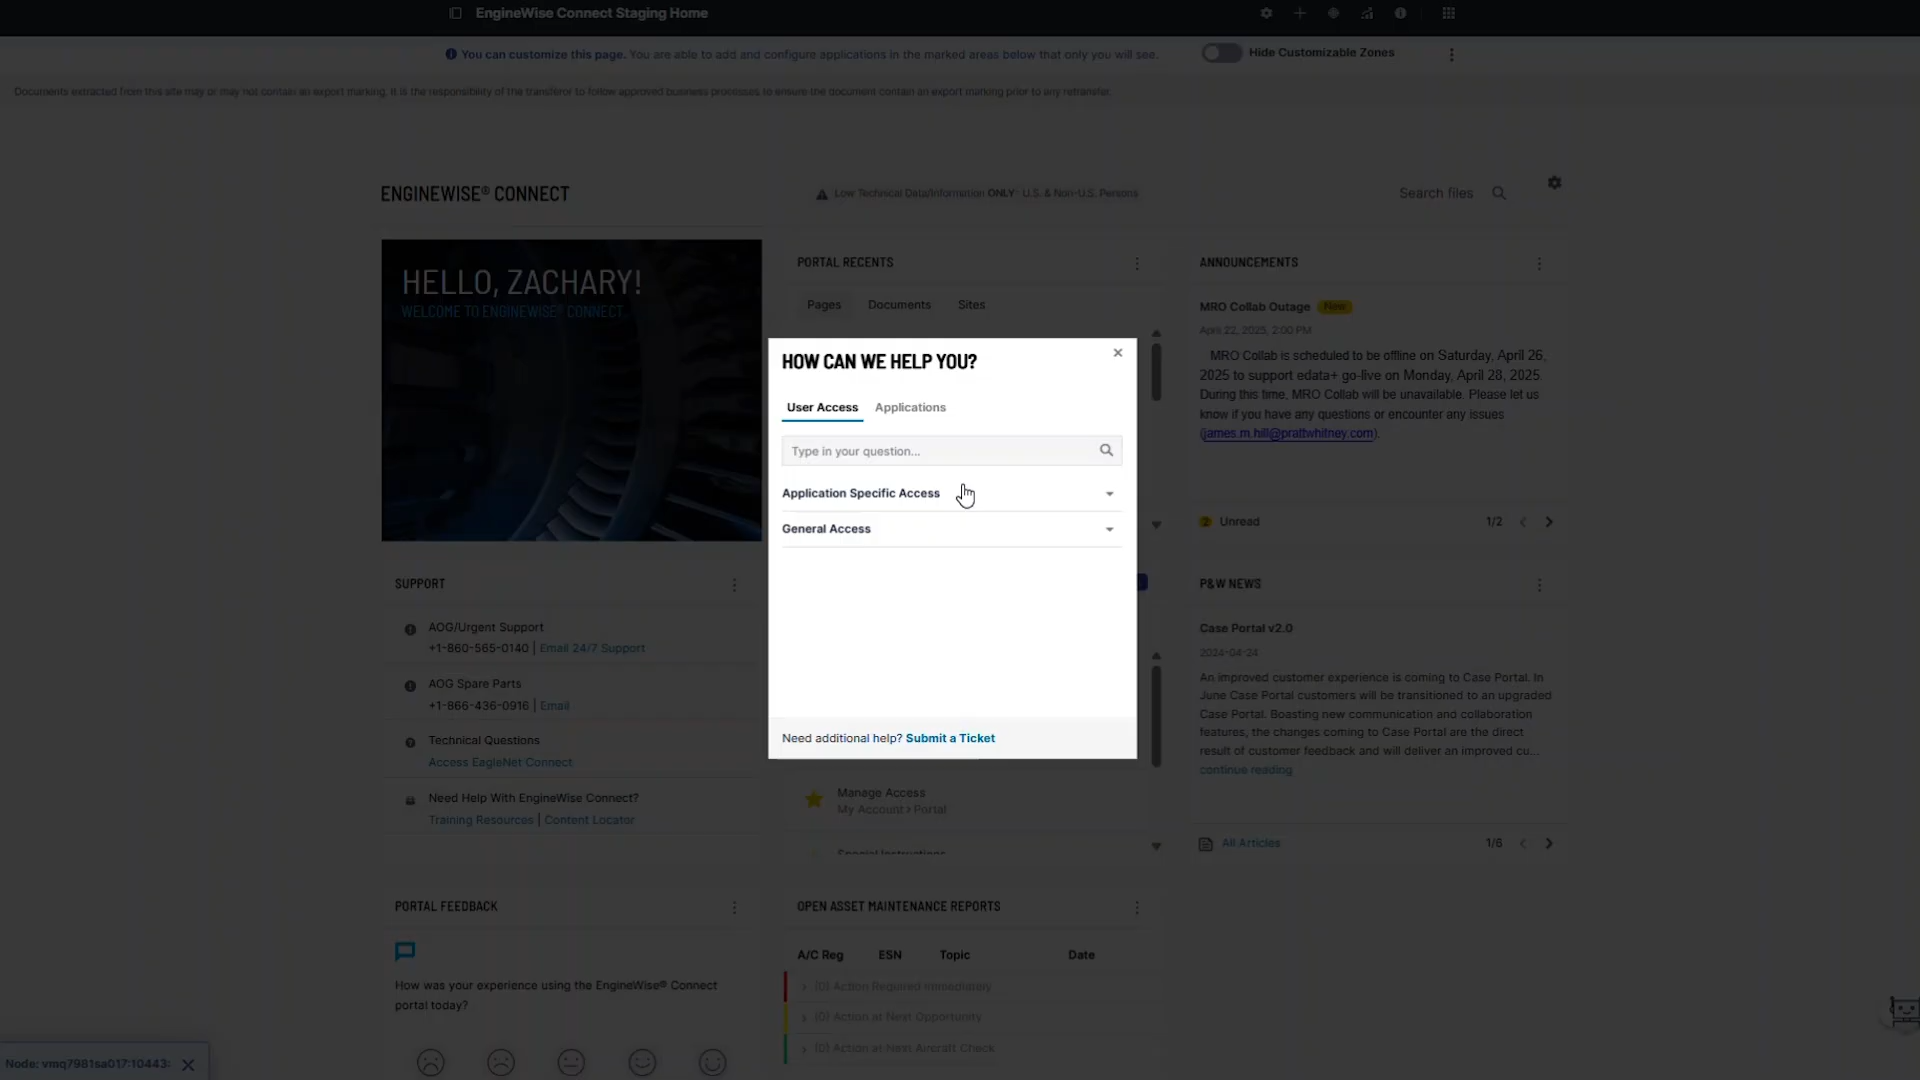 EngineWise Connect Staging Home
You can customize this page. You are able to add and configure applications in the marked areas below that only you will see.
Hide Customizable Zones
Documents extracted from this site may or may not contain an export marking. It is the responsibility of the transferor to follow approved business processes to ensure the document contain an export marking prior to any retransfer.
ENGINEWISE® CONNECT
Low Technical Data/Information ONLY - U.S. & Non-U.S. Persons
Search files
HELLO, ZACHARY!
WELCOME TO ENGINEWISE® CONNECT.
PORTAL RECENTS
Pages
Documents
Sites
ANNOUNCEMENTS
MRO Collab Outage New
April 22, 2025, 2:00 PM
MRO Collab is scheduled to be offline on Saturday, April 26,
2025 to support edata+ go-live on Monday, April 28, 2025.
During this time, MRO Collab will be unavailable. Please let us
know if you have any questions or encounter any issues
(james.m.hill@prattwhitney.com).
2 Unread
1/2
HOW CAN WE HELP YOU?
User Access
Applications
Type in your question...
Application Specific Access
General Access
Need additional help? Submit a Ticket
SUPPORT
AOG/Urgent Support
+1-860-565-0140 | Email 24/7 Support
AOG Spare Parts
+1-866-436-0916 | Email
Technical Questions
Access EagleNet Connect
Need Help With EngineWise Connect?
Training Resources | Content Locator
Manage Access
My Account > Portal
Special Instructions
P&W NEWS
Case Portal v2.0
2024-04-24
An improved customer experience is coming to Case Portal. In
June Case Portal customers will be transitioned to an upgraded
Case Portal. Boasting new communication and collaboration
features, the changes coming to Case Portal are the direct
result of customer feedback and will deliver an improved cu...
continue reading
All Articles
1/6
PORTAL FEEDBACK
How was your experience using the EngineWise® Connect
portal today?
OPEN ASSET MAINTENANCE REPORTS
A/C Reg
ESN
Topic
Date
(0) Action Required Immediately
(0) Action at Next Opportunity
(0) Action at Next Aircraft Check
Node: vmq7981sa017:10443: